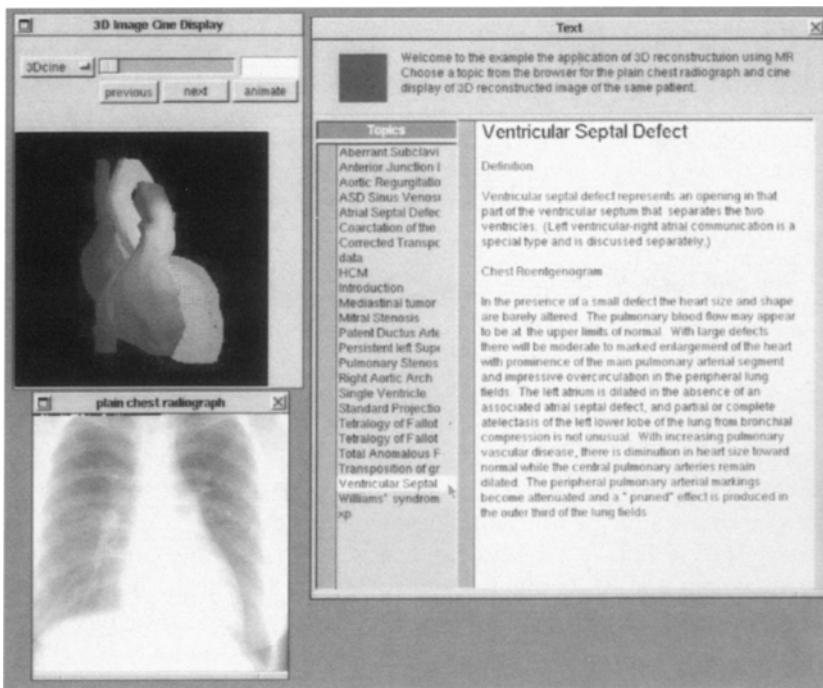 3D Image Cine Display
3Dcine
previous next animate
plain chest radiograph
Text
Welcome to the example the application of 3D reconstructuion using MR
Choose a topic from the browser for the plain chest radiograph and cine
display of 3D reconstructed image of the same patient.
Topics
Aberrant Subclavi
Anterior Junction L
Aortic Regurgitatio
ASD Sinus Venos
Atrial Septal Defec
Coarctation of the
Corrected Transpo
data
HCM
Introduction
Mediastinal tumor
Mitral Stenosis
Patent Ductus Arte
Persistent left Supe
Pulmonary Stenos
Right Aortic Arch
Single Ventricle
Standard Projectio
Tetralogy of Fallot
Tetralogy of Fallot
Total Anomalous F
Transposition of gr
Ventricular Septal
Williams" syndrom
xp
Ventricular Septal Defect
Definition
Ventricular septal defect represents an opening in that
part of the ventricular septum that separates the two
ventricles. (Left ventricular-right atrial communication is a
special type and is discussed separately.)
Chest Roentgenogram
In the presence of a small defect the heart size and shape
are barely altered. The pulmonary blood flow may appear
to be at the upper limits of normal. With large defects
there will be moderate to marked enlargement of the heart
with prominence of the main pulmonary arterial segment
and impressive overcirculation in the peripheral lung
fields. The left atrium is dilated in the absence of an
associated atrial septal defect, and partial or complete
atelectasis of the left lower lobe of the lung from bronchial
compression is not unusual. With increasing pulmonary
vascular disease, there is diminution in heart size toward
normal while the central pulmonary arteries remain
dilated. The peripheral pulmonary arterial markings
become attenuated and a " pruned" effect is produced in
the outer third of the lung fields